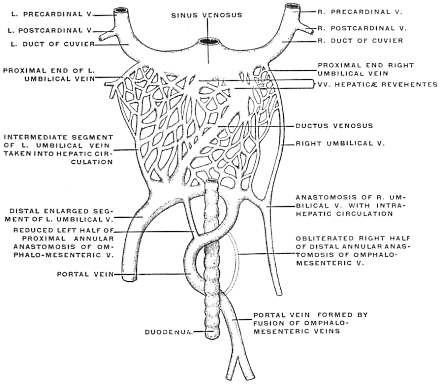 L. PRECARDINAL V.
L. POSTCARDINAL V.
L. DUCT OF CUVIER
PROXIMAL END OF L.
UMBILICAL VEIN
INTERMEDIATE SEGMENT
OF L. UMBILICAL VEIN
TAKEN INTO HEPATIC CIR-
CULATION
DISTAL ENLARGED SEG-
MENT OF L. UMBILICAL V.
REDUCED LEFT HALF OF
PROXIMAL ANNULAR
ANASTOMOSIS OF OM-
PHALO-MESENTERIC V.
PORTAL VEIN
DUODENUM
SINUS VENOSUS
R. PRECARDINAL V.
R. POSTCARDINAL V.
R. DUCT OF CUVIER
PROXIMAL END RIGHT
UMBILICAL VEIN
VV. HEPATICÆ REVEHENTES
DUCTUS VENOSUS
RIGHT UMBILICAL V.
ANASTOMOSIS OF R. UM-
BILICAL V. WITH INTRA-
HEPATIC CIRCULATION
OBLITERATED RIGHT HALF
OF DISTAL ANNULAR ANAS-
TOMOSIS OF OMPHALO-
MESENTERIC V.
PORTAL VEIN FORMED BY
FUSION OF OMPHALO-
MESENTERIC VEINS